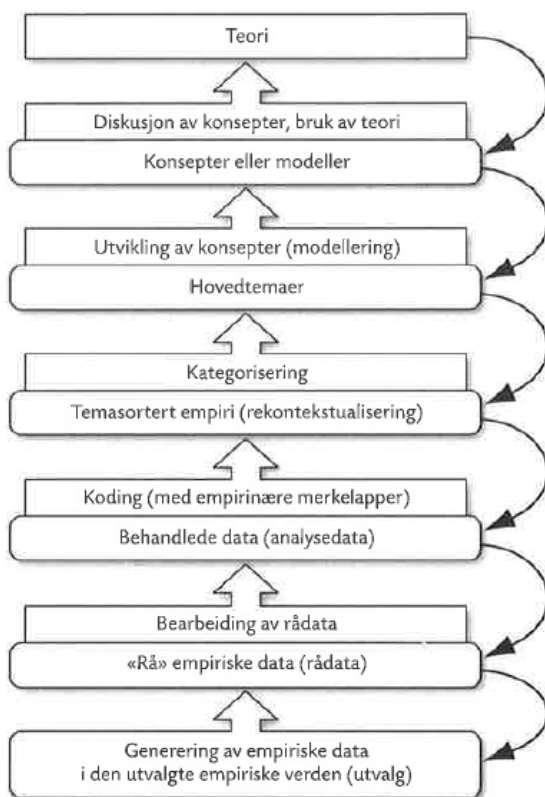 Teori
Diskusjon av konsepter, bruk av teori
Konsepter eller modeller
Utvikling av konsepter (modellering)
Hovedtemaer
Kategorisering
Temasortert empiri (rekontekstualisering)
Koding (med empirinære merkelapper)
Behandlede data (analysedata)
Bearbeiding av rådata
«Rå» empiriske data (rådata)
Generering av empiriske data
i den utvalgte empiriske verden (utvalg)